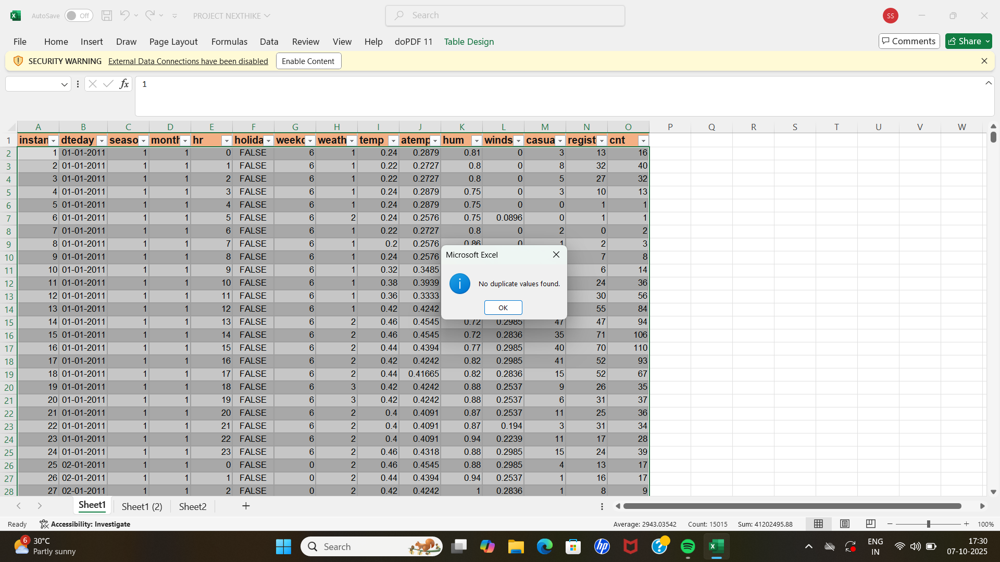 AutoSave Off PROJECT NEXTHIKE Search SS
File Home Insert Draw Page Layout Formulas Data Review View Help doPDF 11 Table Design Comments Share
SECURITY WARNING External Data Connections have been disabled Enable Content
fx 1
A B C D E F G H I J K L M N O P Q R S T U V W
1 instan dteday seaso month hr holida weekd weath temp atemp hum winds casua regist cnt
2 1 01-01-2011 1 1 0 FALSE 6 1 0.24 0.2879 0.81 0 3 13 16
3 2 01-01-2011 1 1 1 FALSE 6 1 0.22 0.2727 0.8 0 8 32 40
4 3 01-01-2011 1 1 2 FALSE 6 1 0.22 0.2727 0.8 0 5 27 32
5 4 01-01-2011 1 1 3 FALSE 6 1 0.24 0.2879 0.75 0 3 10 13
6 5 01-01-2011 1 1 4 FALSE 6 1 0.24 0.2879 0.75 0 0 1 1
7 6 01-01-2011 1 1 5 FALSE 6 2 0.24 0.2576 0.75 0.0896 0 1 1
8 7 01-01-2011 1 1 6 FALSE 6 1 0.22 0.2727 0.8 0 2 0 2
9 8 01-01-2011 1 1 7 FALSE 6 1 0.2 0.2576 0.86 0 1 2 3
10 9 01-01-2011 1 1 8 FALSE 6 1 0.24 0.2576 7 8
11 10 01-01-2011 1 1 9 FALSE 6 1 0.32 0.3485 6 14
12 11 01-01-2011 1 1 10 FALSE 6 1 0.38 0.3939 24 36
13 12 01-01-2011 1 1 11 FALSE 6 1 0.36 0.3333 30 56
14 13 01-01-2011 1 1 12 FALSE 6 1 0.42 0.4242 55 84
15 14 01-01-2011 1 1 13 FALSE 6 2 0.46 0.4545 0.72 0.2985 47 47 94
16 15 01-01-2011 1 1 14 FALSE 6 2 0.46 0.4545 0.72 0.2836 35 71 106
17 16 01-01-2011 1 1 15 FALSE 6 2 0.44 0.4394 0.77 0.2985 40 70 110
18 17 01-01-2011 1 1 16 FALSE 6 2 0.42 0.4242 0.82 0.2985 41 52 93
19 18 01-01-2011 1 1 17 FALSE 6 2 0.44 0.41665 0.82 0.2836 15 52 67
20 19 01-01-2011 1 1 18 FALSE 6 3 0.42 0.4242 0.88 0.2537 9 26 35
21 20 01-01-2011 1 1 19 FALSE 6 3 0.42 0.4242 0.88 0.2537 6 31 37
22 21 01-01-2011 1 1 20 FALSE 6 2 0.4 0.4091 0.87 0.2537 11 25 36
23 22 01-01-2011 1 1 21 FALSE 6 2 0.4 0.4091 0.87 0.194 3 31 34
24 23 01-01-2011 1 1 22 FALSE 6 2 0.4 0.4091 0.94 0.2239 11 17 28
25 24 01-01-2011 1 1 23 FALSE 6 2 0.46 0.4318 0.88 0.2985 15 24 39
26 25 02-01-2011 1 1 0 FALSE 0 2 0.46 0.4545 0.88 0.2985 4 13 17
27 26 02-01-2011 1 1 1 FALSE 0 2 0.44 0.4394 0.94 0.2537 1 16 17
28 27 02-01-2011 1 1 2 FALSE 0 2 0.42 0.4242 1 0.2836 1 8 9
Microsoft Excel
No duplicate values found.
OK
Sheet1 Sheet1 (2) Sheet2
Ready Accessibility: Investigate Average: 2943.03542 Count: 15015 Sum: 41202495.88 100%
6 30°C
Partly sunny
Search
hp
ENG
IN
17:30
07-10-2025